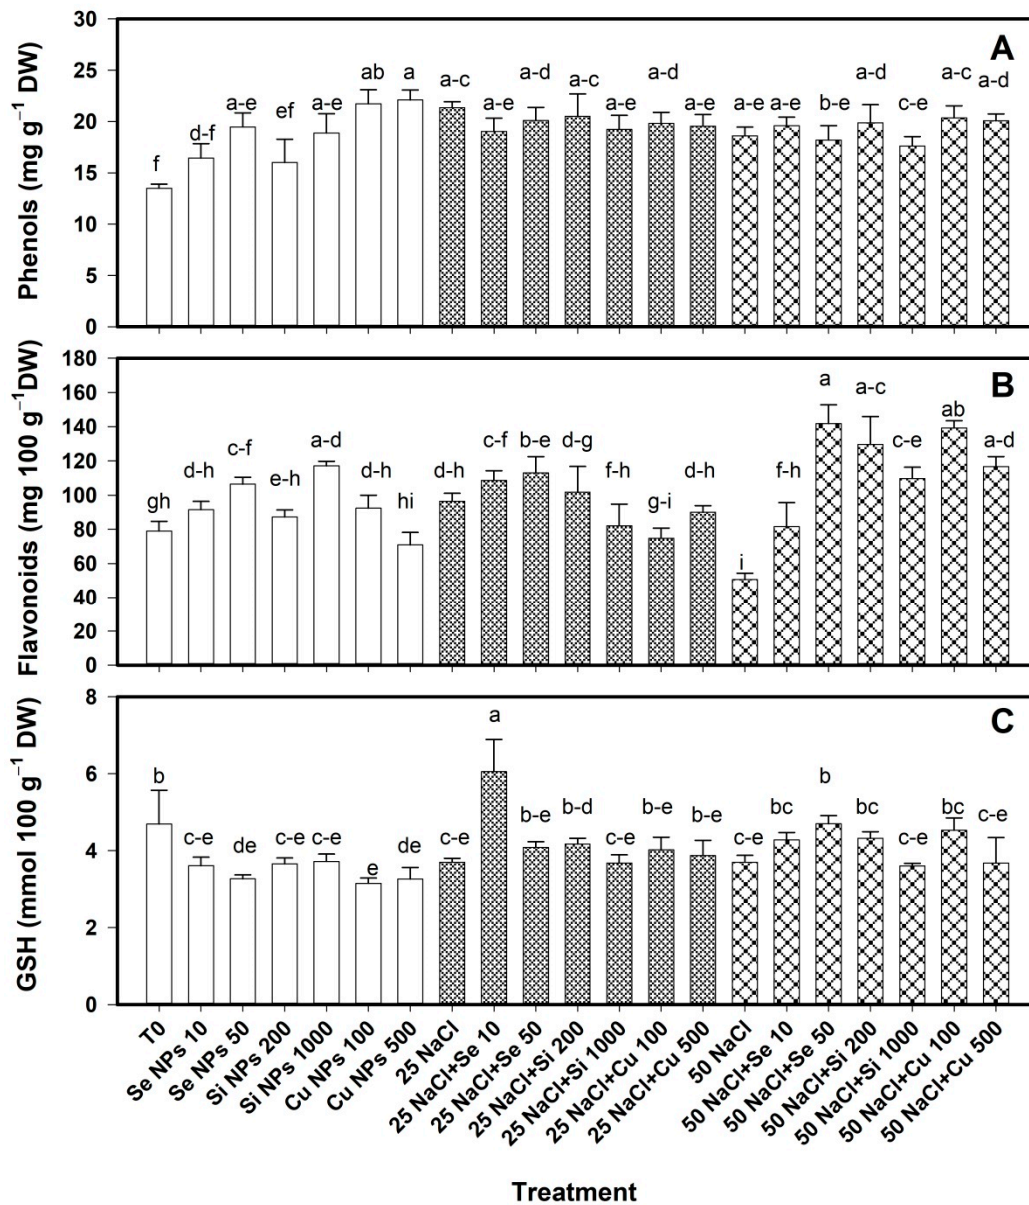 A
Phenols (mg g⁻¹ DW)
30
25
20
15
10
5
0
f d-f a-e ef a-e ab a a-c a-e a-d a-c a-e a-d a-e a-e a-e b-e a-d c-e a-c a-d
B
Flavonoids (mg 100 g⁻¹DW)
180
160
140
120
100
80
60
40
20
0
gh d-h c-f e-h a-d d-h hi d-h c-f b-e d-g f-h g-i d-h i f-h a a-c c-e ab a-d
C
GSH (mmol 100 g⁻¹ DW)
8
6
4
2
0
b c-e de c-e c-e e de c-e a b-e b-d c-e b-e b-e c-e bc b bc c-e bc c-e
T0
Se NPs 10
Se NPs 50
Si NPs 200
Si NPs 1000
Cu NPs 100
Cu NPs 500
25 NaCl
25 NaCl+Se 10
25 NaCl+Se 50
25 NaCl+Si 200
25 NaCl+Si 1000
25 NaCl+Cu 100
25 NaCl+Cu 500
50 NaCl
50 NaCl+Se 10
50 NaCl+Se 50
50 NaCl+Si 200
50 NaCl+Si 1000
50 NaCl+Cu 100
50 NaCl+Cu 500
Treatment